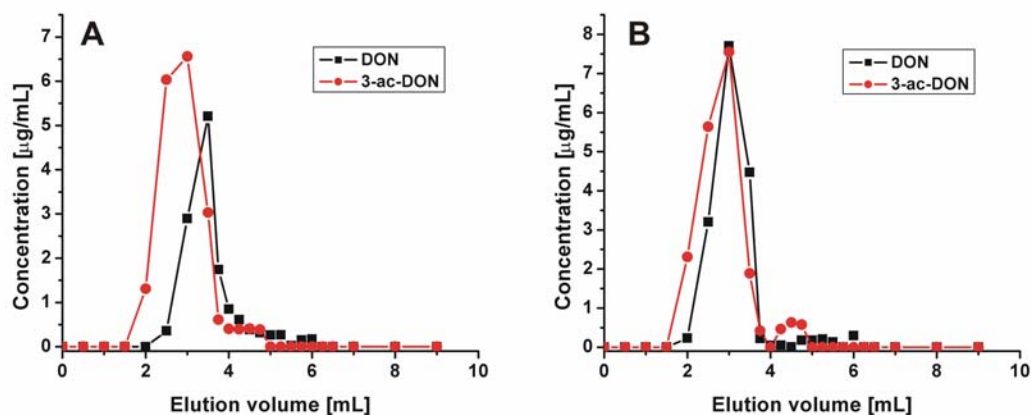 A
DON
3-ac-DON
7
6
5
4
3
2
1
0
Concentration [µg/mL]
0 2 4 6 8 10
Elution volume [mL]
B
DON
3-ac-DON
8
7
6
5
4
3
2
1
0
Concentration [µg/mL]
0 2 4 6 8 10
Elution volume [mL]